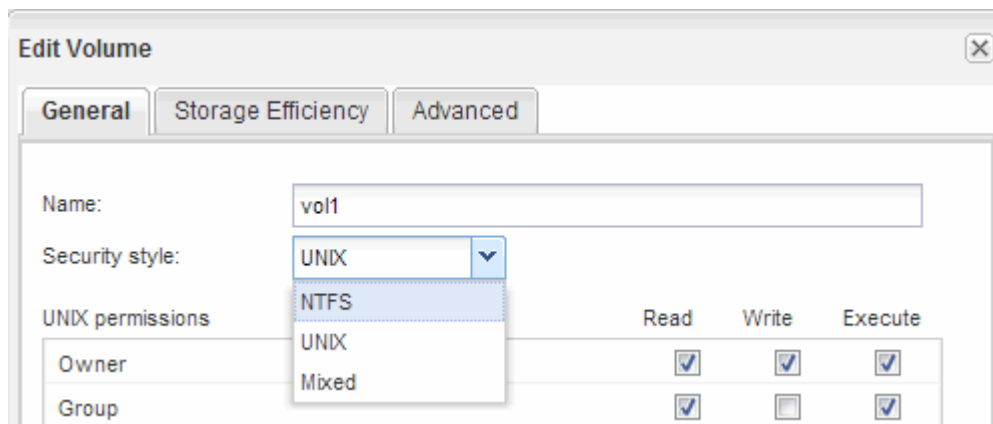 Edit Volume
General Storage Efficiency Advanced
Name: vol1
Security style: UNIX
NTFS
UNIX permissions Read Write Execute
UNIX
Owner
Mixed
Group